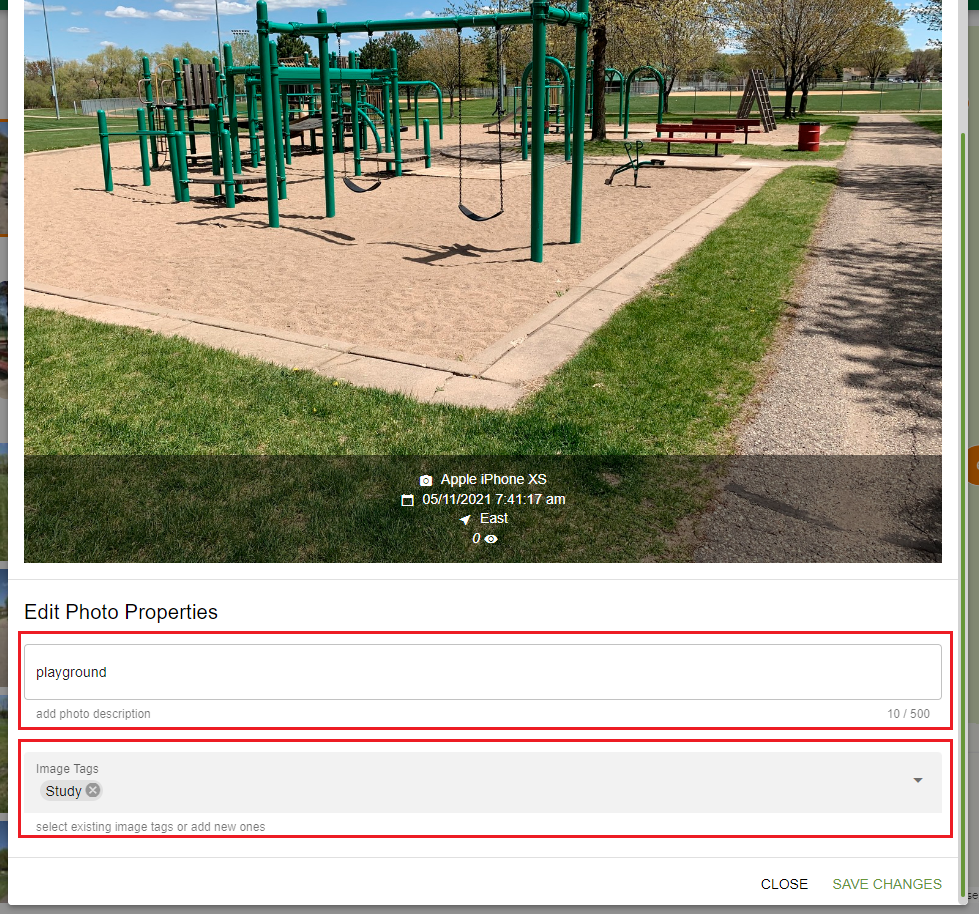 Apple iPhone XS
05/11/2021 7:41:17 am
East
0
Edit Photo Properties
playground
add photo description 10 / 500
Image Tags
Study
select existing image tags or add new ones
CLOSE SAVE CHANGES